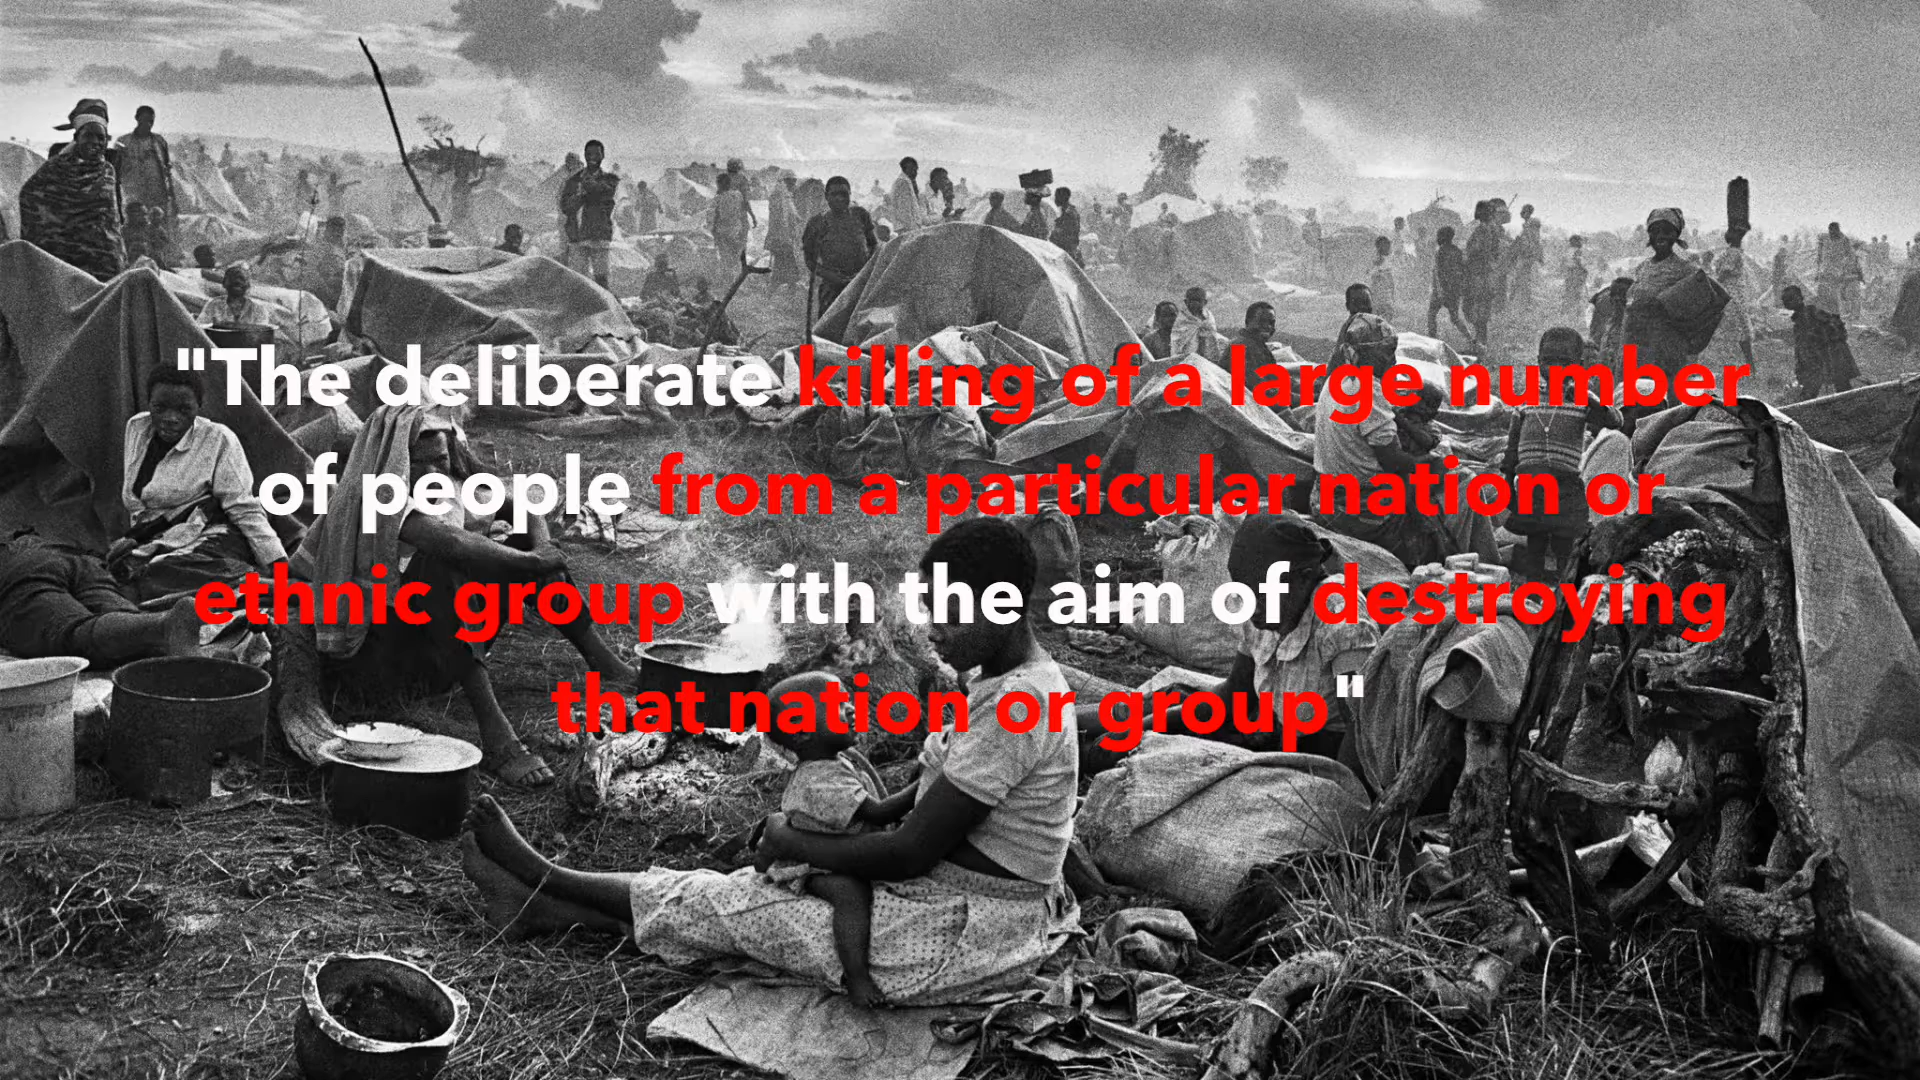 "The deliberate killing of a large number
of people from a particular nation or
ethnic group with the aim of destroying
that nation or group"